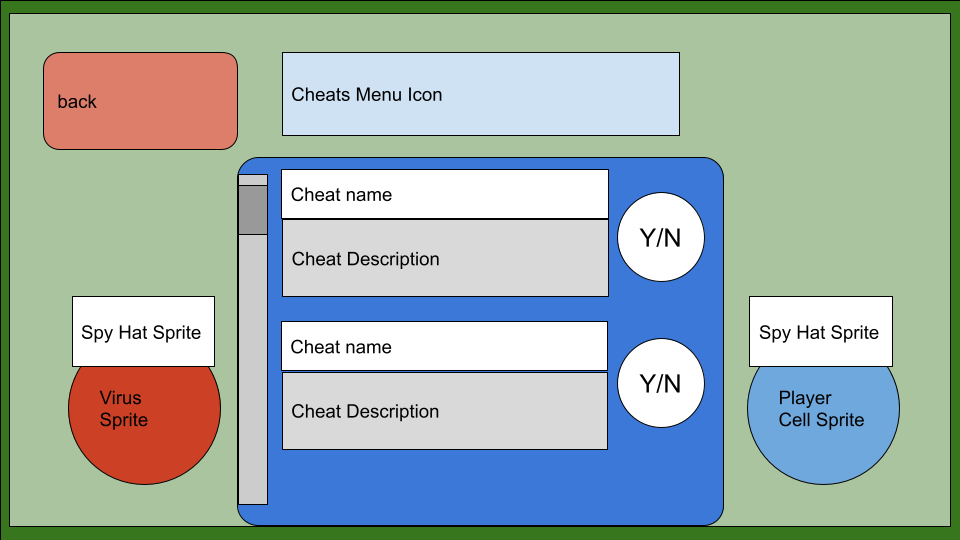 back
Cheats Menu Icon
Cheat name
Cheat Description
Y/N
Cheat name
Cheat Description
Y/N
Spy Hat Sprite
Virus
Sprite
Spy Hat Sprite
Player
Cell Sprite